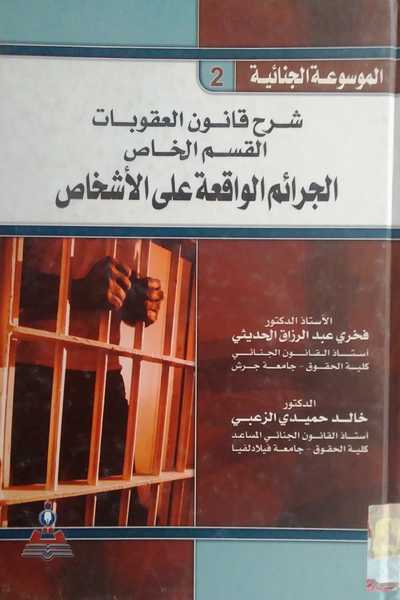 الموسوعة الجنائية 2
شرح قانون العقوبات
القسم الخاص
الجرائم الواقعة على الأشخاص
الأستاذ الدكتور
فخري عبد الرزاق الحديثي
أستاذ القانون الجنائي
كلية الحقوق - جامعة جرش
الدكتور
خالد حميدي الزعبي
أستاذ القانون الجنائي المساعد
كلية الحقوق - جامعة فيلادلفيا